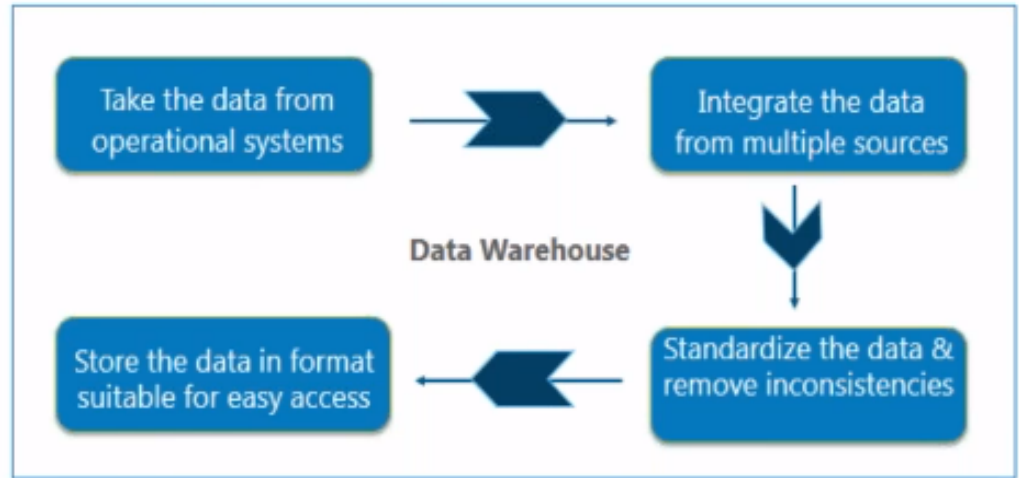 Take the data from
operational systems
Integrate the data
from multiple sources
Data Warehouse
Store the data in format
suitable for easy access
Standardize the data &
remove inconsistencies